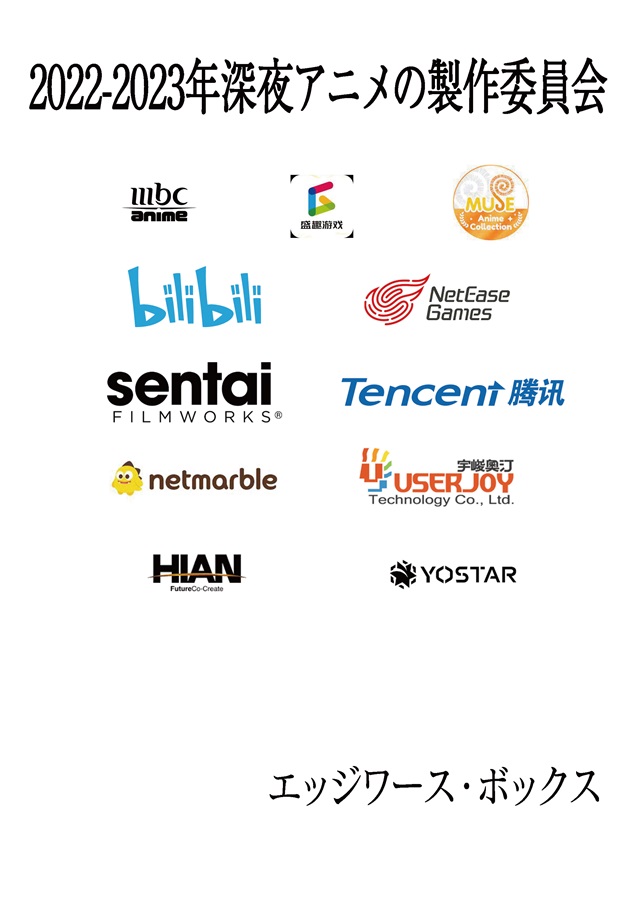 2022-2023年深夜アニメの製作委員会
mbc
anime
盛趣游戏
MUSE
Anime
Collection
bilibili
NetEase
Games
sentai
FILMWORKS®
Tencent 腾讯
netmarble
宇峻奧汀
USERJOY
Technology Co., Ltd.
HIAN
FutureCo-Create
YOSTAR
エッジワース・ボックス